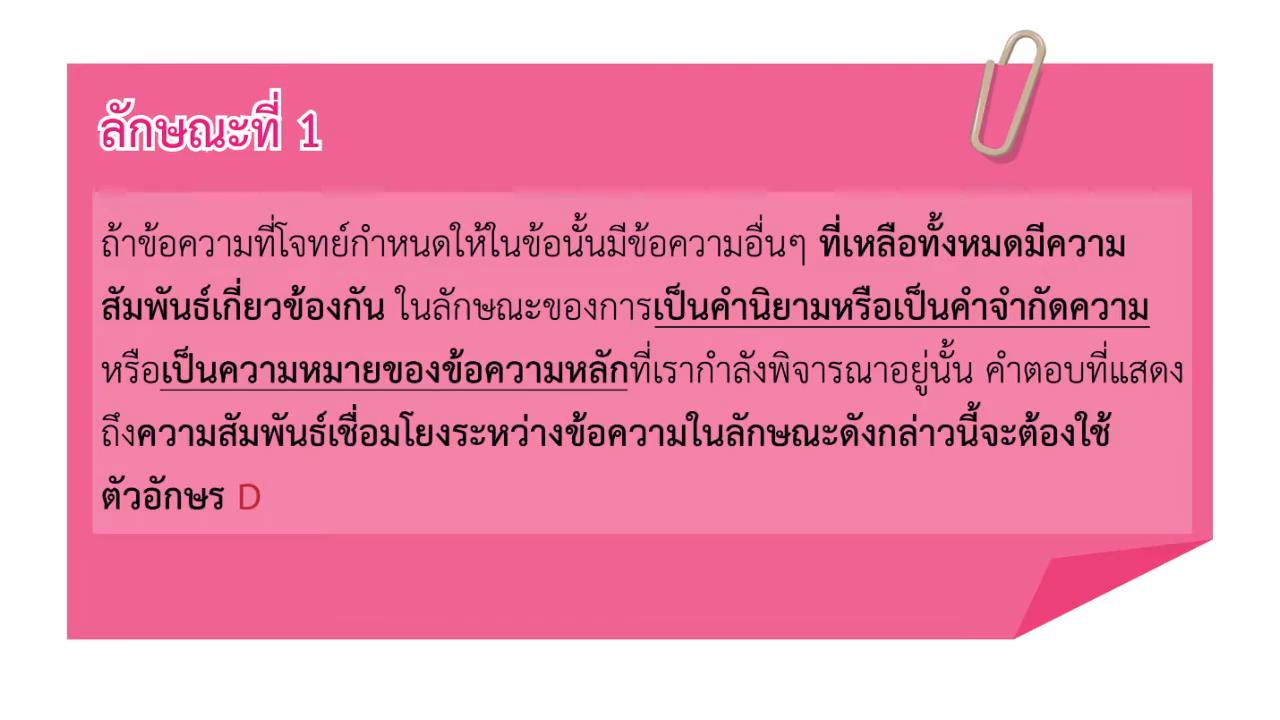 ลักษณะที่ 1
ถ้าข้อความที่โจทย์กำหนดให้ในข้อนั้นมีข้อความอื่นๆ ที่เหลือทั้งหมดมีความ
สัมพันธ์เกี่ยวข้องกัน ในลักษณะของการเป็นคำนิยามหรือเป็นคำจำกัดความ
หรือเป็นความหมายของข้อความหลักที่เรากำลังพิจารณาอยู่นั้น คำตอบที่แสดง
ถึงความสัมพันธ์เชื่อมโยงระหว่างข้อความในลักษณะดังกล่าวนี้จะต้องใช้
ตัวอักษร D